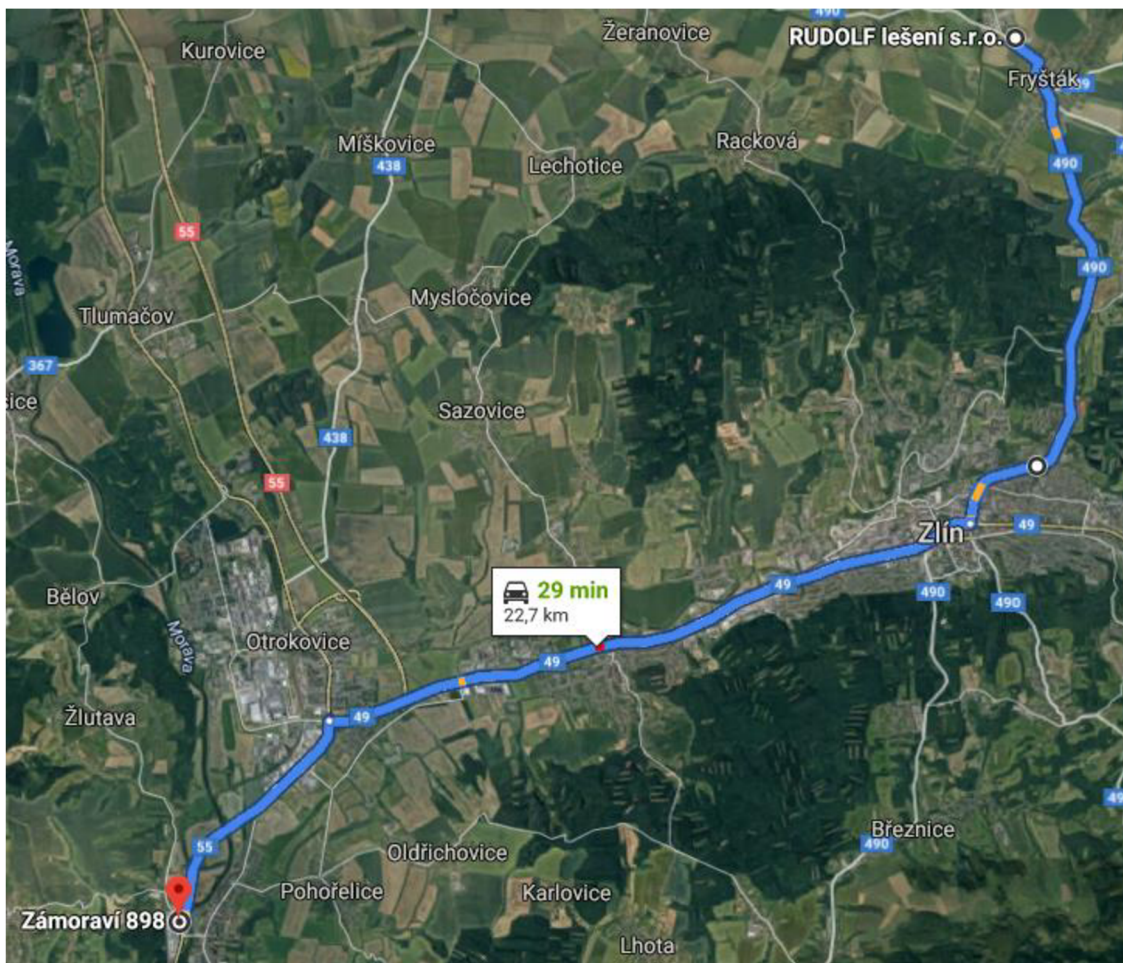 490
Žeranovice
RUDOLF lešení s.r.o.
Kurovice
Fryšták
Míškovice
438
Lechotice
Racková
490
55
Morava
490
Mysločovice
Tlumačov
367
Sazovice
438
55
Zlín
49
29 min
22,7 km
49
490
490
Bělov
Morava
Otrokovice
49
49
Žlutava
Březnice
490
55
Oldřichovice
Pohořelice
Karlovice
Zámoraví 898
Lhota